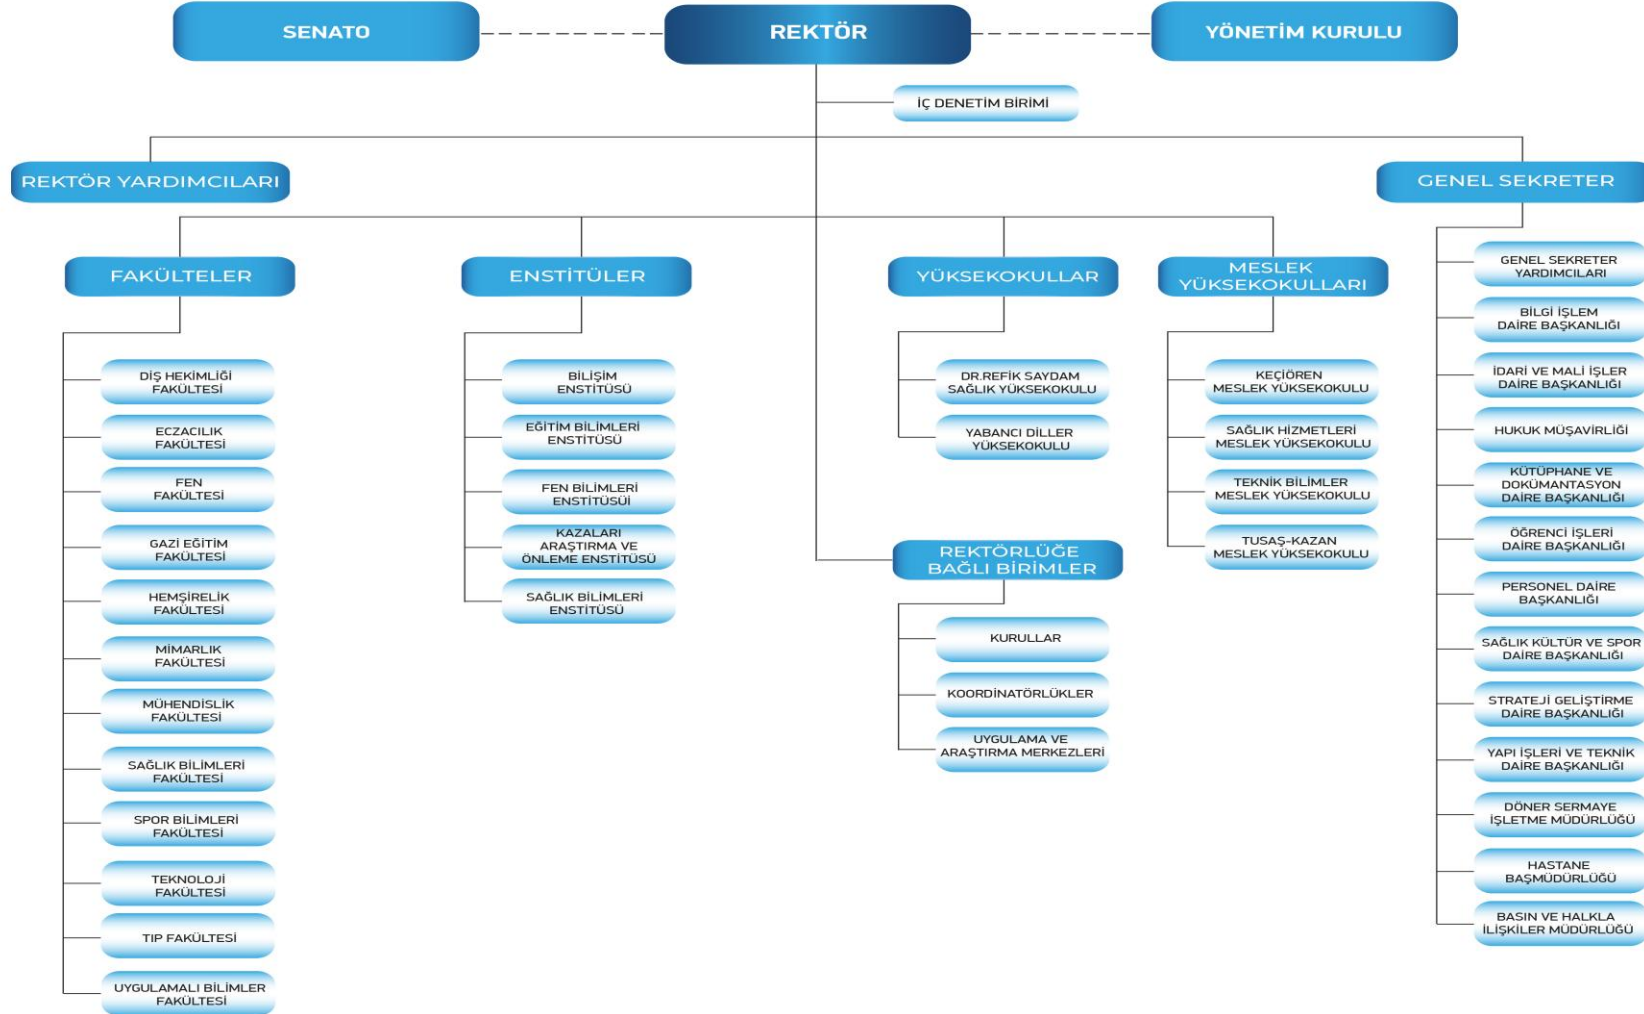 SENATO
REKTÖR
YÖNETİM KURULU
İÇ DENETİM BİRİMİ
REKTÖR YARDIMCILARI
GENEL SEKRETER
FAKÜLTELER
DİŞ HEKİMLİĞİ
FAKÜLTESİ
ECZACILIK
FAKÜLTESİ
FEN
FAKÜLTESİ
GAZİ EĞİTİM
FAKÜLTESİ
HEMŞİRELİK
FAKÜLTESİ
MİMARLIK
FAKÜLTESİ
MÜHENDİSLİK
FAKÜLTESİ
SAĞLIK BİLİMLERİ
FAKÜLTESİ
SPOR BİLİMLERİ
FAKÜLTESİ
TEKNOLOJİ
FAKÜLTESİ
TIP FAKÜLTESİ
UYGULAMALI BİLİMLER
FAKÜLTESİ
ENSTİTÜLER
BİLİŞİM
ENSTİTÜSÜ
EĞİTİM BİLİMLERİ
ENSTİTÜSÜ
FEN BİLİMLERİ
ENSTİTÜSÜİ
KAZALARI
ARAŞTIRMA VE
ÖNLEME ENSTİTÜSÜ
SAĞLIK BİLİMLERİ
ENSTİTÜSÜ
YÜKSEKOKULLAR
DR.REFİK SAYDAM
SAĞLIK YÜKSEKOKULU
YABANCI DİLLER
YÜKSEKOKULU
MESLEK
YÜKSEKOKULLARI
KEÇİÖREN
MESLEK YÜKSEKOKULU
SAĞLIK HİZMETLERİ
MESLEK YÜKSEKOKULU
TEKNİK BİLİMLER
MESLEK YÜKSEKOKULU
TUSAŞ-KAZAN
MESLEK YÜKSEKOKULU
REKTÖRLÜĞE
BAĞLI BİRİMLER
KURULLAR
KOORDİNATÖRLÜKLER
UYGULAMA VE
ARAŞTIRMA MERKEZLERİ
GENEL SEKRETER
YARDIMCILARI
BİLGİ İŞLEM
DAİRE BAŞKANLIĞI
İDARİ VE MALİ İŞLER
DAİRE BAŞKANLIĞI
HUKUK MÜŞAVİRLİĞİ
KÜTÜPHANE VE
DOKÜMANTASYON
DAİRE BAŞKANLIĞI
ÖĞRENCİ İŞLERİ
DAİRE BAŞKANLIĞI
PERSONEL DAİRE
BAŞKANLIĞI
SAĞLIK KÜLTÜR VE SPOR
DAİRE BAŞKANLIĞI
STRATEJİ GELİŞTİRME
DAİRE BAŞKANLIĞI
YAPI İŞLERİ VE TEKNİK
DAİRE BAŞKANLIĞI
DÖNER SERMAYE
İŞLETME MÜDÜRLÜĞÜ
HASTANE
BAŞMÜDÜRLÜĞÜ
BASIN VE HALKLA
İLİŞKİLER MÜDÜRLÜĞÜ